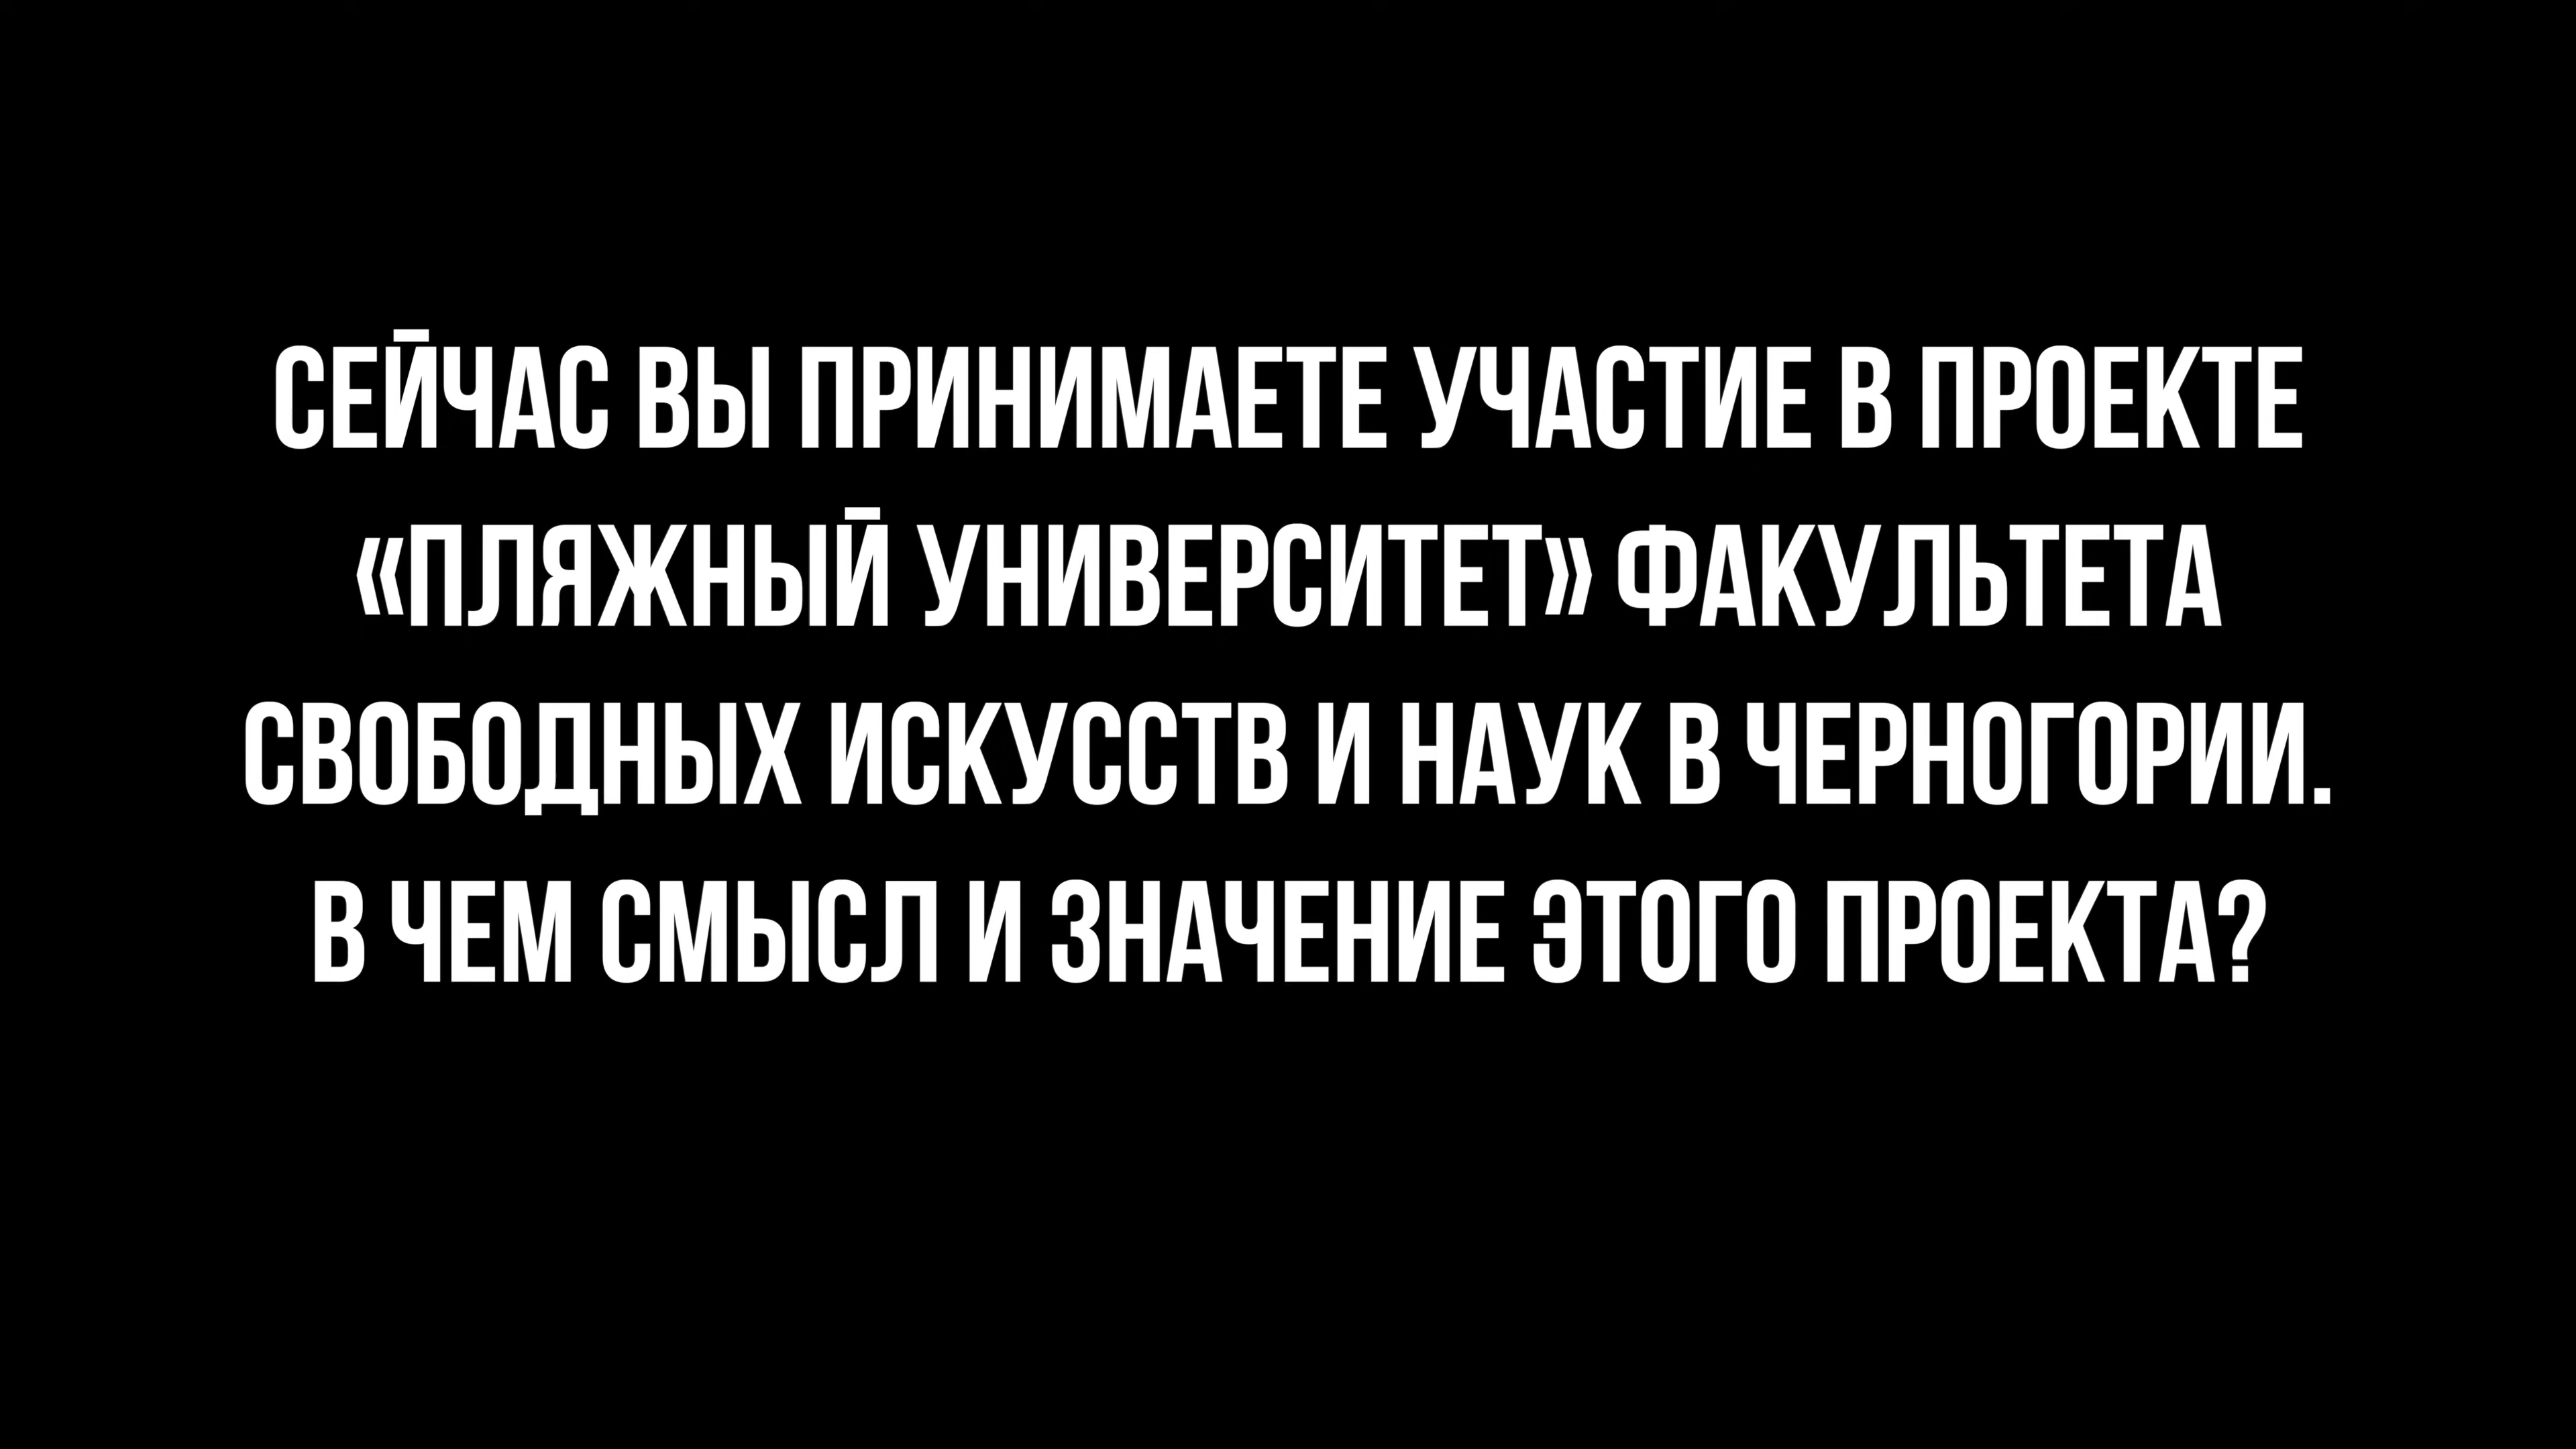 СЕЙЧАС ВЫ ПРИНИМАЕТЕ УЧАСТИЕ В ПРОЕКТЕ
«ПЛЯЖНЫЙ УНИВЕРСИТЕТ» ФАКУЛЬТЕТА
СВОБОДНЫХ ИСКУССТВ И НАУК В ЧЕРНОГОРИИ.
В ЧЕМ СМЫСЛ И ЗНАЧЕНИЕ ЭТОГО ПРОЕКТА?